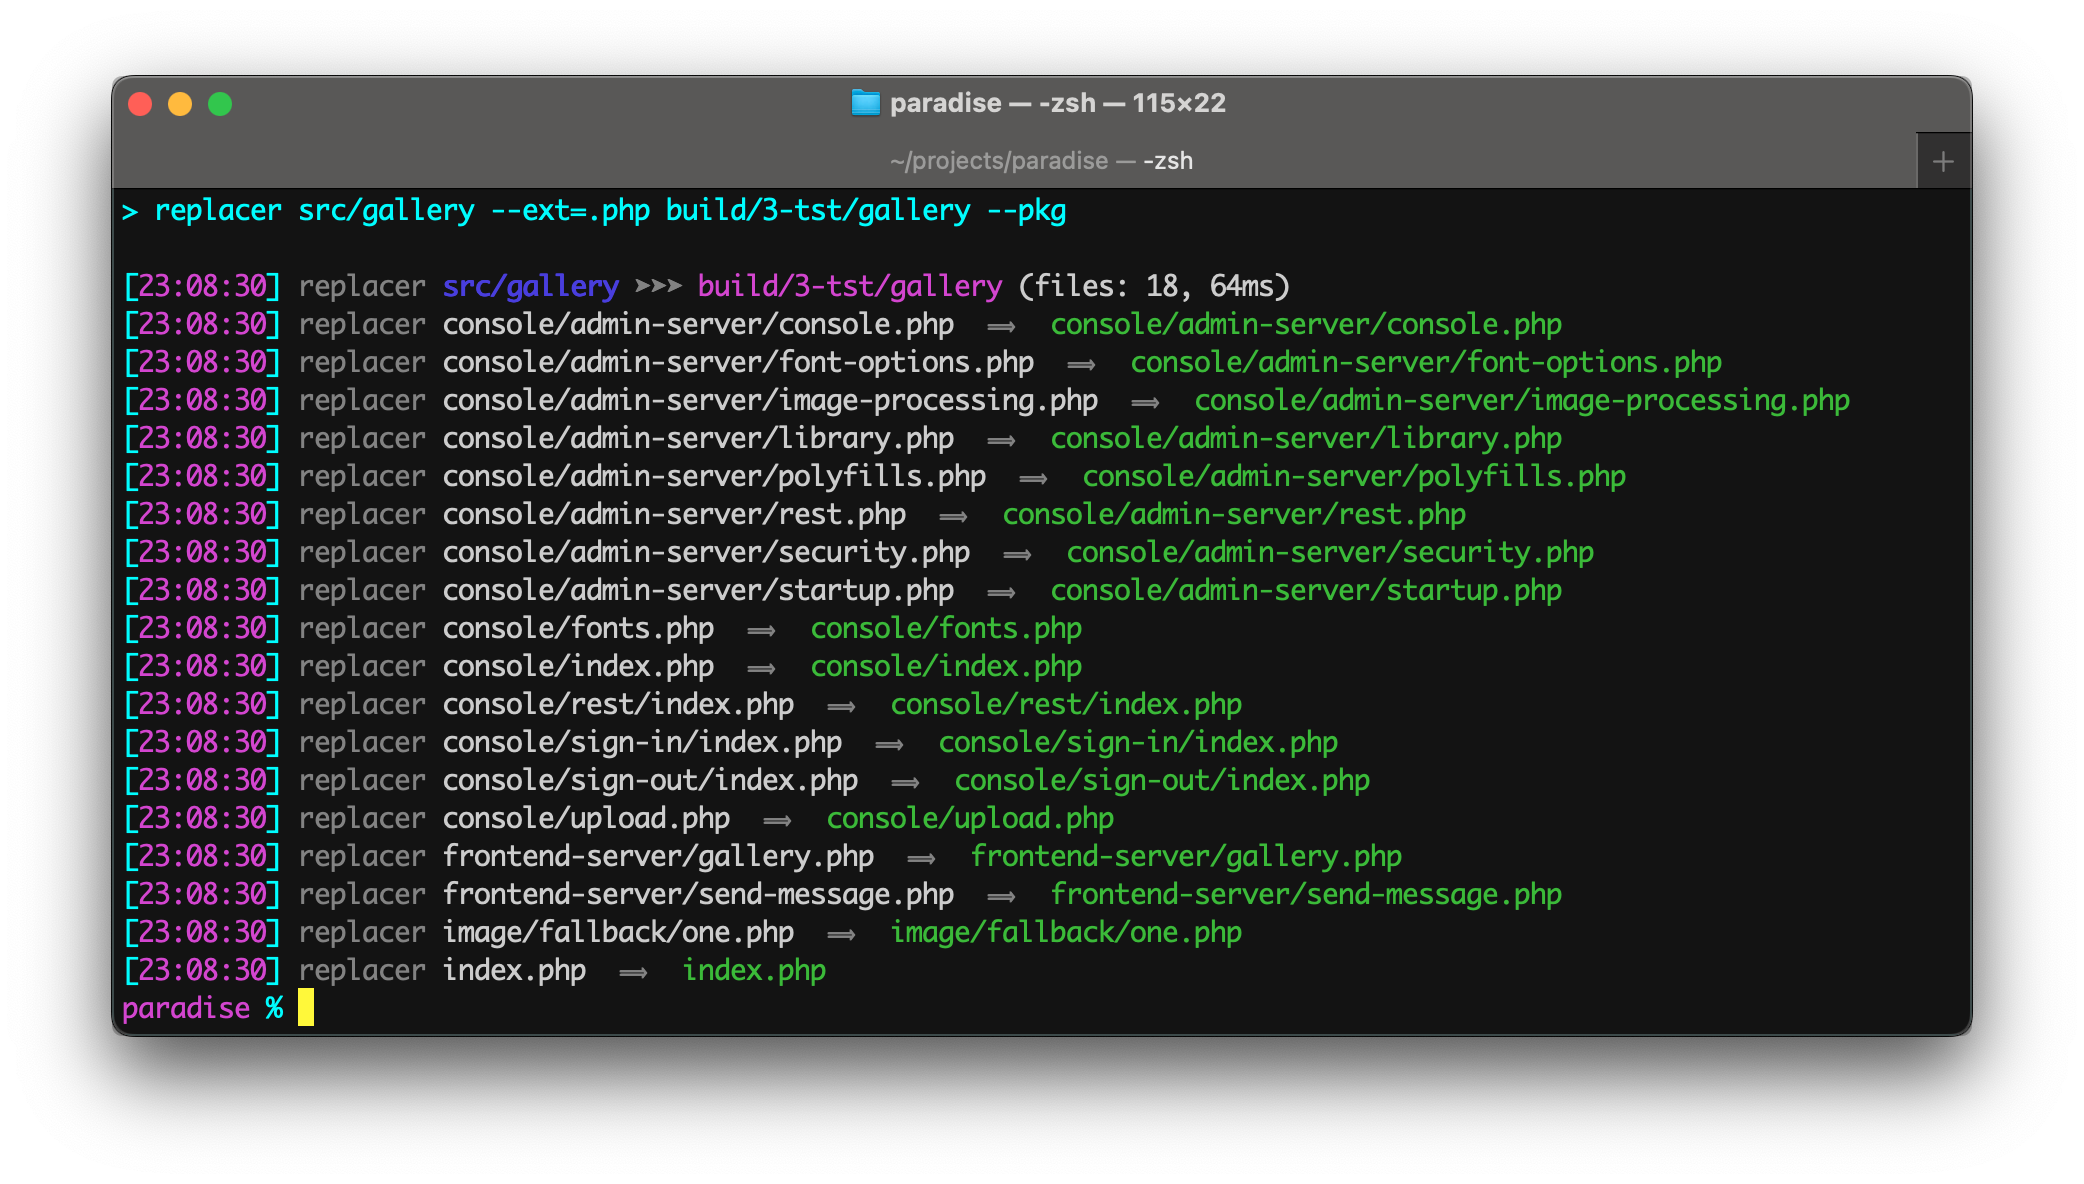 paradise — -zsh — 115×22
~/projects/paradise — -zsh
> replacer src/gallery --ext=.php build/3-tst/gallery --pkg
[23:08:30] replacer src/gallery ➤➤➤ build/3-tst/gallery (files: 18, 64ms)
[23:08:30] replacer console/admin-server/console.php ⟹ console/admin-server/console.php
[23:08:30] replacer console/admin-server/font-options.php ⟹ console/admin-server/font-options.php
[23:08:30] replacer console/admin-server/image-processing.php ⟹ console/admin-server/image-processing.php
[23:08:30] replacer console/admin-server/library.php ⟹ console/admin-server/library.php
[23:08:30] replacer console/admin-server/polyfills.php ⟹ console/admin-server/polyfills.php
[23:08:30] replacer console/admin-server/rest.php ⟹ console/admin-server/rest.php
[23:08:30] replacer console/admin-server/security.php ⟹ console/admin-server/security.php
[23:08:30] replacer console/admin-server/startup.php ⟹ console/admin-server/startup.php
[23:08:30] replacer console/fonts.php ⟹ console/fonts.php
[23:08:30] replacer console/index.php ⟹ console/index.php
[23:08:30] replacer console/rest/index.php ⟹ console/rest/index.php
[23:08:30] replacer console/sign-in/index.php ⟹ console/sign-in/index.php
[23:08:30] replacer console/sign-out/index.php ⟹ console/sign-out/index.php
[23:08:30] replacer console/upload.php ⟹ console/upload.php
[23:08:30] replacer frontend-server/gallery.php ⟹ frontend-server/gallery.php
[23:08:30] replacer frontend-server/send-message.php ⟹ frontend-server/send-message.php
[23:08:30] replacer image/fallback/one.php ⟹ image/fallback/one.php
[23:08:30] replacer index.php ⟹ index.php
paradise %